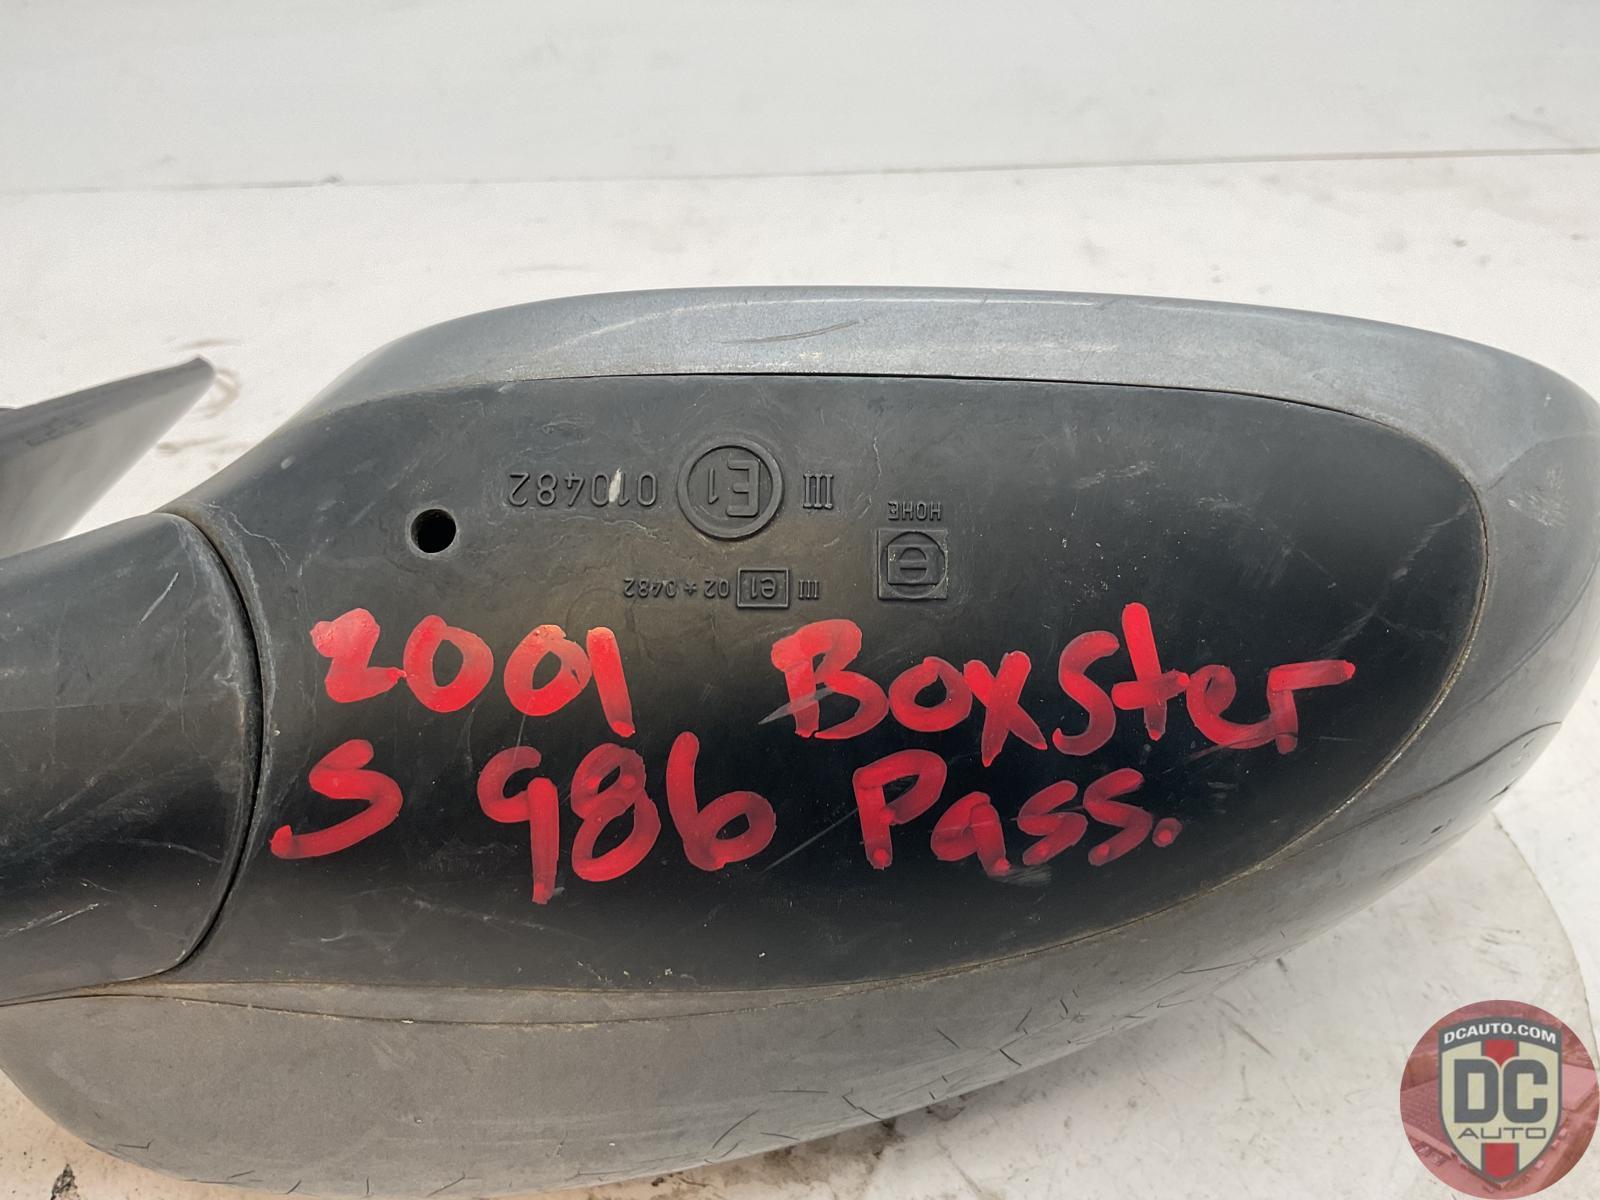 III E1 010482
HOHE
III e1 02 * 0482
2001 Boxster
S 986 Pass.
DCAUTO.COM
DC
AUTO